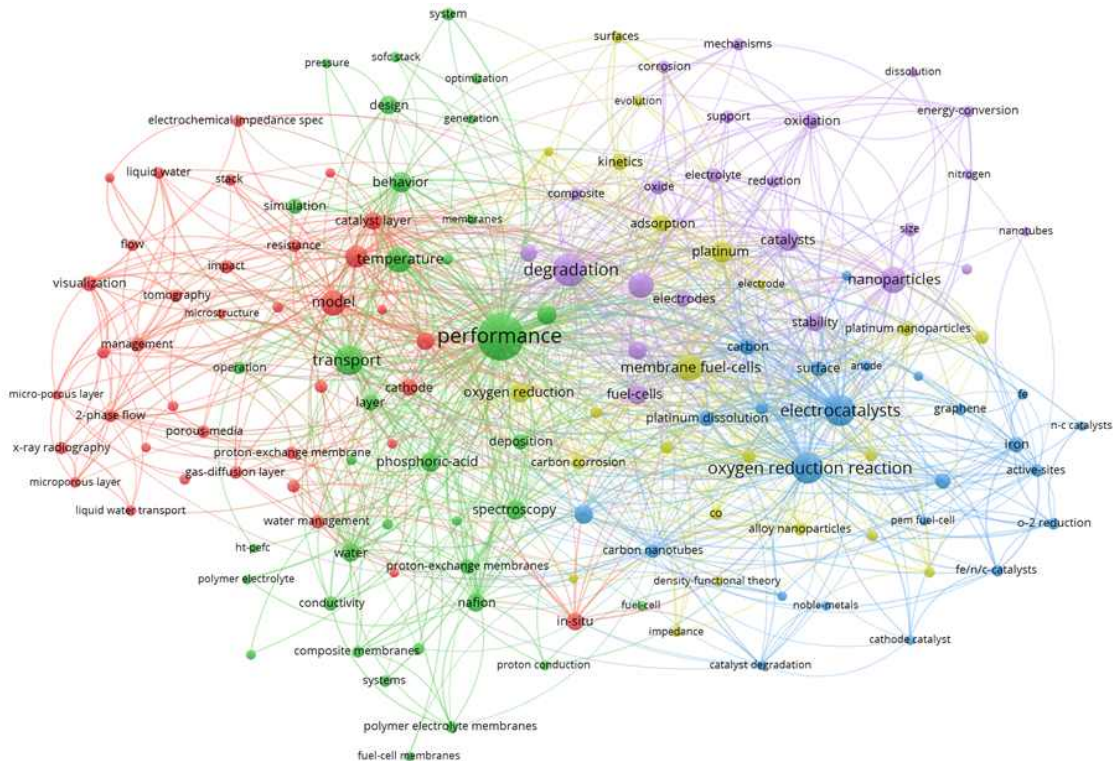 system
surfaces
mechanisms
sofc stack
pressure
corrosion
dissolution
optimization
design
evolution
energy-conversion
generation
support
oxidation
electrochemical impedance spec
kinetics
liquid water
stack
behavior
electrolyte
reduction
nitrogen
oxide
composite
simulation
catalyst layer
membranes
adsorption
size
nanotubes
flow
resistance
catalysts
platinum
temperature
impact
degradation
visualization
nanoparticles
electrode
tomography
electrodes
model
microstructure
stability
platinum nanoparticles
performance
management
carbon
transport
operation
membrane fuel-cells
surface
anode
micro-porous layer
cathode
oxygen reduction
fuel-cells
fe
layer
2-phase flow
platinum dissolution
electrocatalysts
graphene
n-c catalysts
porous-media
deposition
iron
x-ray radiography
proton-exchange membrane
phosphoric-acid
carbon corrosion
oxygen reduction reaction
active-sites
gas-diffusion layer
microporous layer
liquid water transport
spectroscopy
co
water management
alloy nanoparticles
pem fuel-cell
o-2 reduction
ht-pefc
water
carbon nanotubes
proton-exchange membranes
fe/n/c-catalysts
polymer electrolyte
density-functional theory
conductivity
nafion
fuel-cell
noble-metals
in-situ
impedance
cathode catalyst
composite membranes
proton conduction
catalyst degradation
systems
polymer electrolyte membranes
fuel-cell membranes